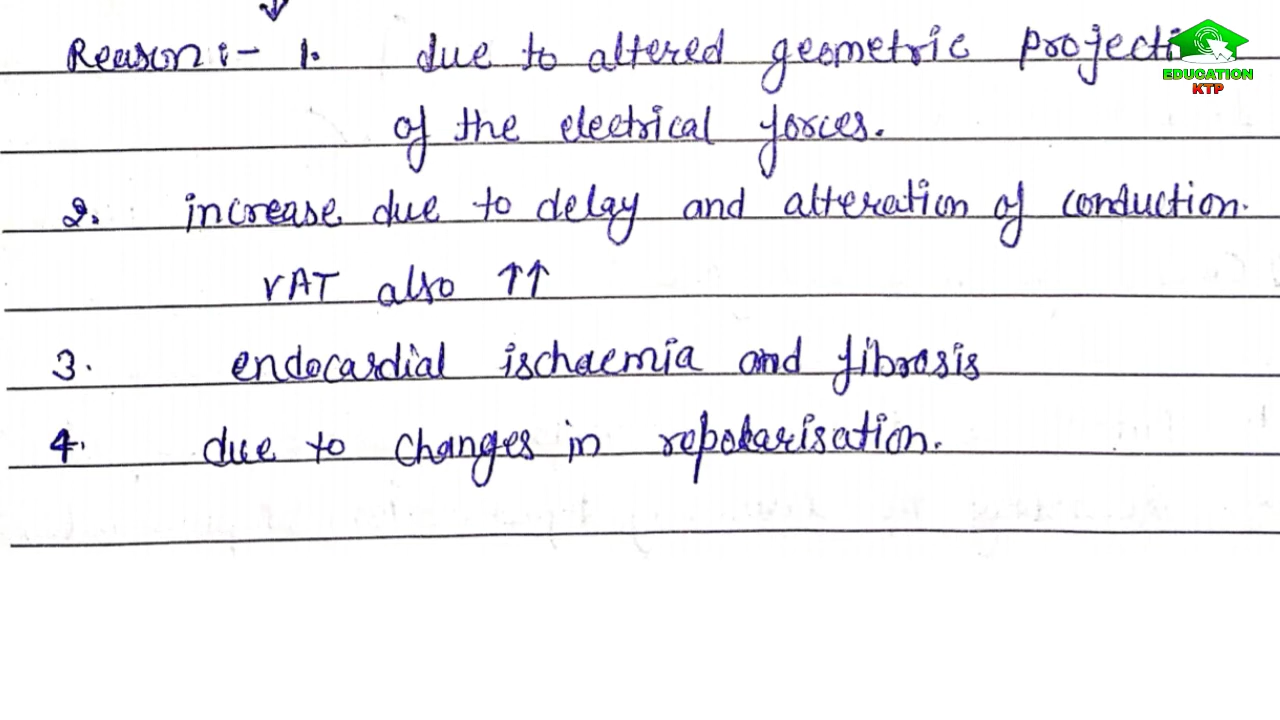 Reason :- 1. due to altered geometric projecti
of the electrical forces.
2. increase due to delay and alteration of conduction.
VAT also ↑↑
3. endocardial ischaemia and fibrosis
4. due to changes in repolarisation.
EDUCATION
KTP